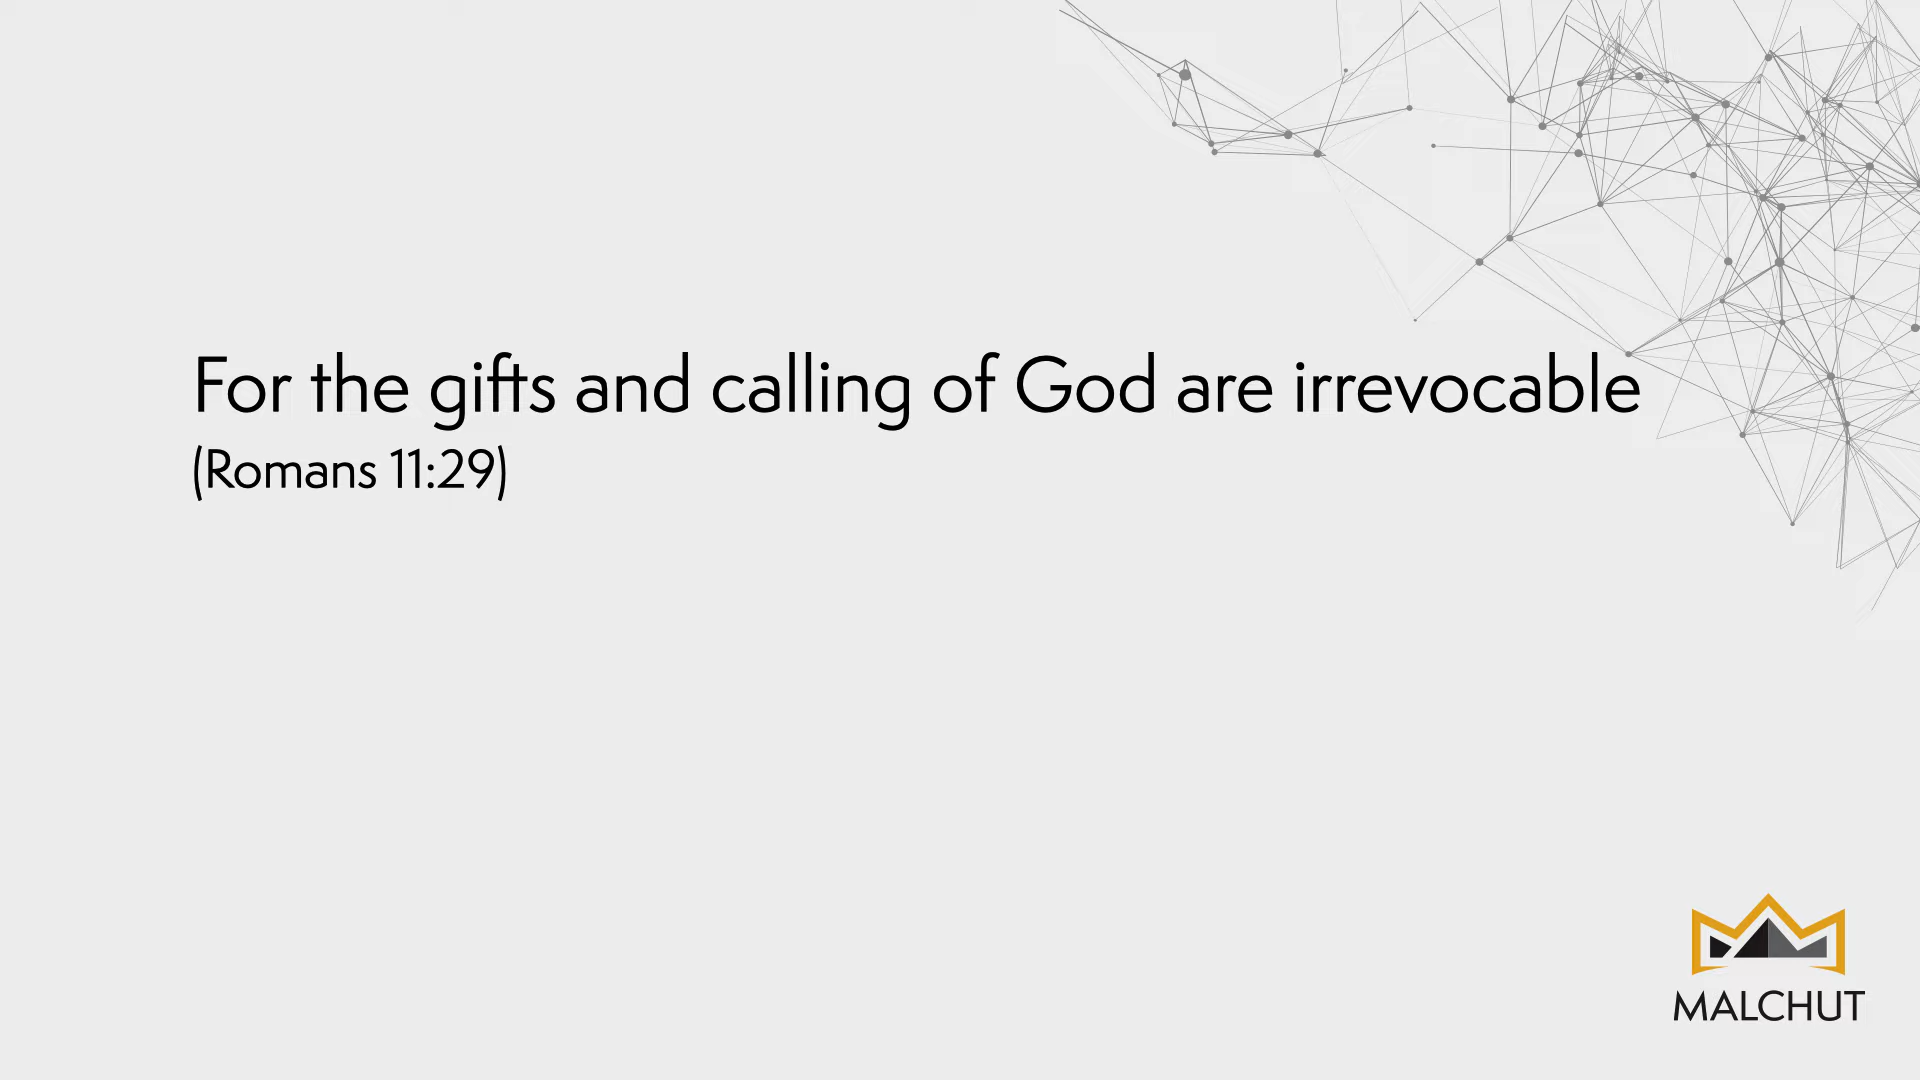 For the gifts and calling of God are irrevocable
(Romans 11:29)
MALCHUT